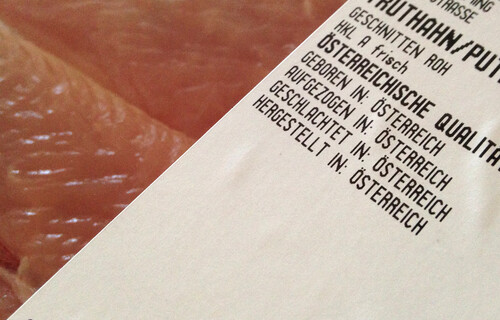 STRASSE
TRUTHAHN/PUT
GESCHNITTEN ROH
HKL A frisch
ÖSTERREICHISCHE QUALITÄ
GEBOREN IN: ÖSTERREICH
AUFGEZOGEN IN: ÖSTERREICH
GESCHLACHTET IN: ÖSTERREICH
HERGESTELLT IN: ÖSTERREICH